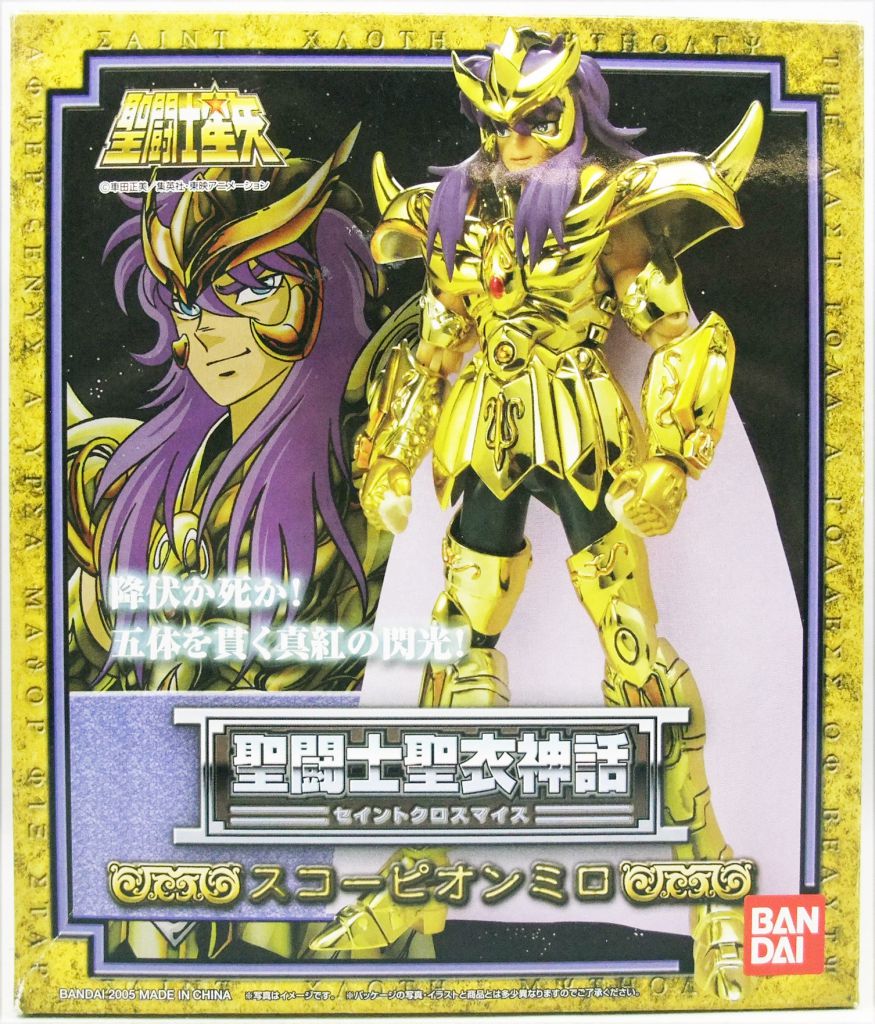 ΣAINT XΛOTH
聖闘士星矢
©車田正美/集英社・東映アニメーション
降伏か死か!
五体を貫く真紅の閃光!
聖闘士聖衣神話
セイントクロスマイス
スコーピオンミロ
BAN
DAI
BANDAI 2005 MADE IN CHINA ※写真はイメージです。 ※パッケージの写真・イラストと商品とは多少異なりますのでご了承ください。